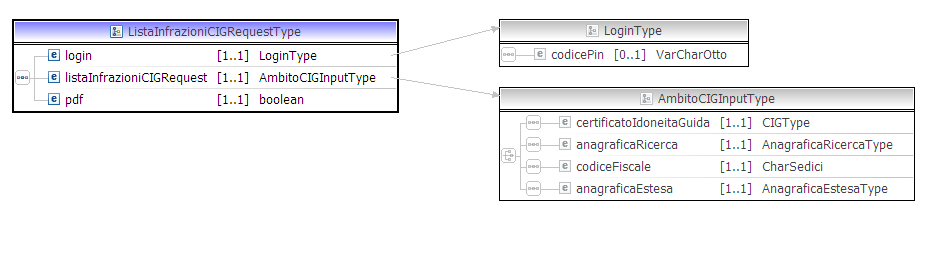 ListaInfrazioniCIGRequestType
login [1..1] LoginType
listaInfrazioniCIGRequest [1..1] AmbitoCIGInputType
pdf [1..1] boolean
LoginType
codicePin [0..1] VarCharOtto
AmbitoCIGInputType
certificatoIdoneitaGuida [1..1] CIGType
anagraficaRicerca [1..1] AnagraficaRicercaType
codiceFiscale [1..1] CharSedici
anagraficaEstesa [1..1] AnagraficaEstesaType